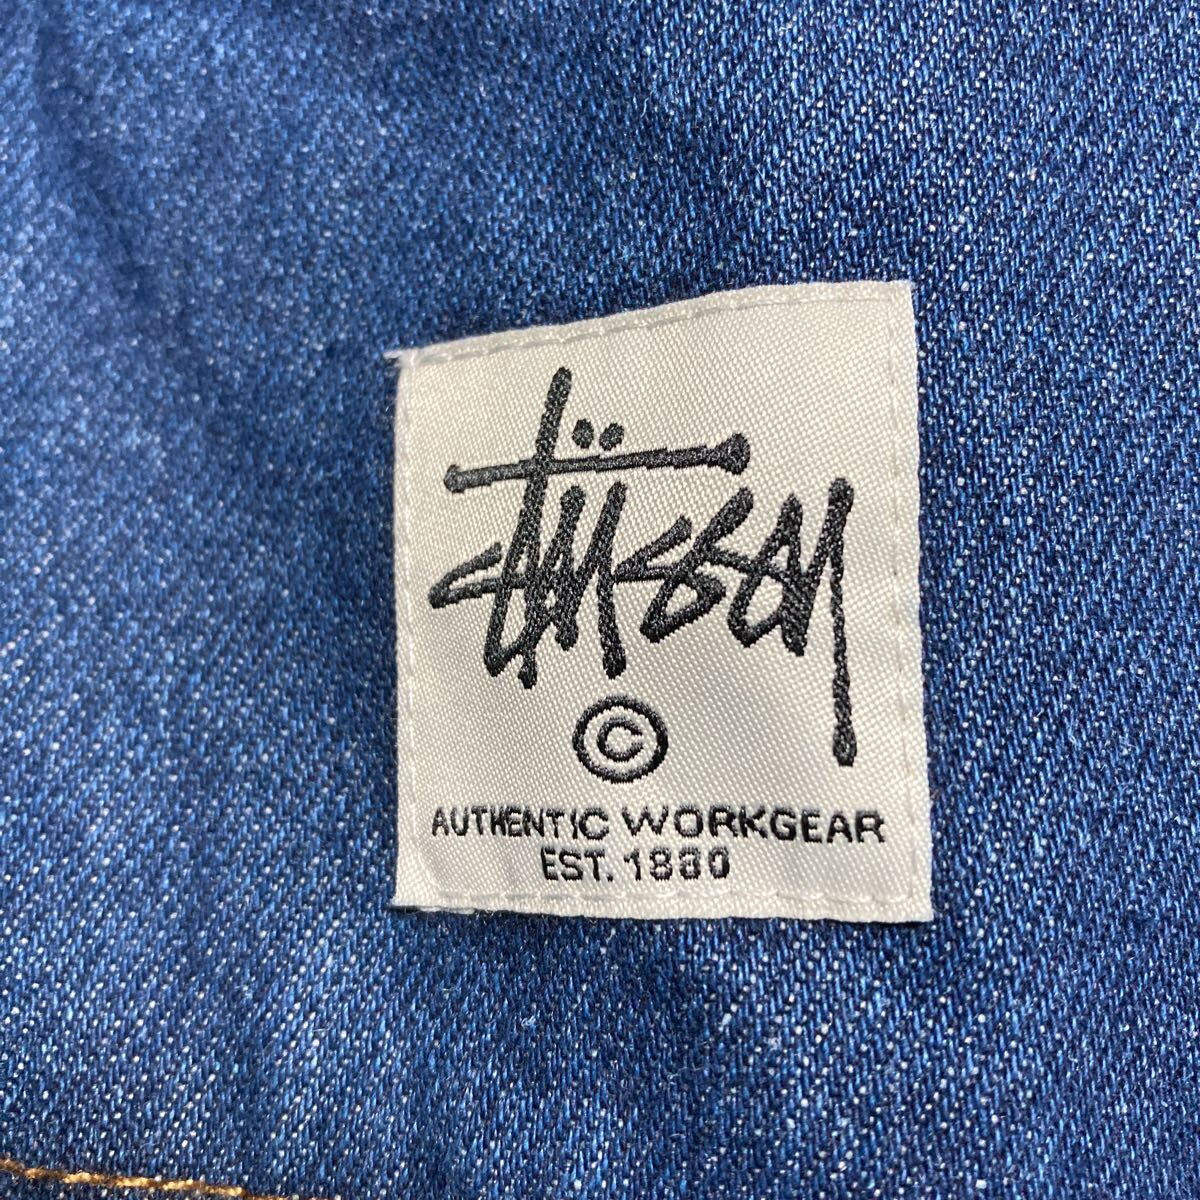 Stüssy
©
AUTHENTIC WORKGEAR
EST. 1880